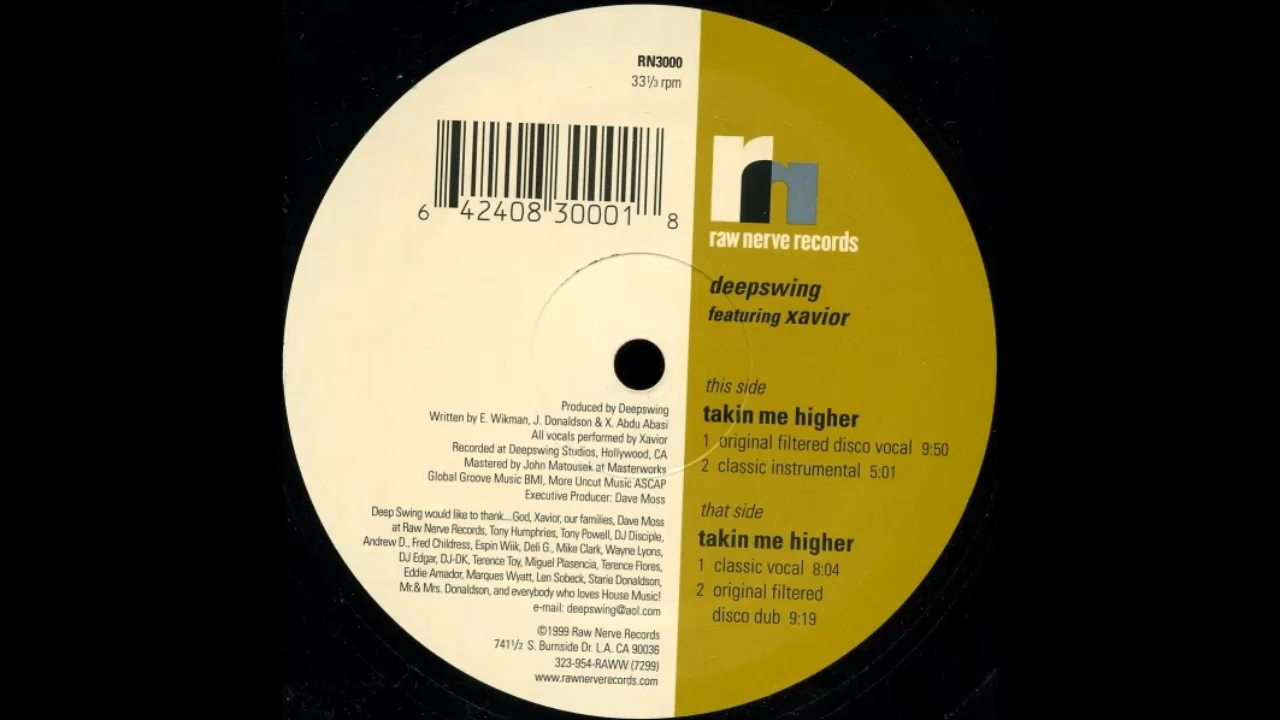 RN3000
33⅓ rpm
6 42408 30001 8
Produced by Deepswing
Written by E. Wikman, J. Donaldson & X. Abdu Abasi
All vocals performed by Xavior
Recorded at Deepswing Studios, Hollywood, CA
Mastered by John Matousek at Masterworks
Global Groove Music BMI, More Uncut Music ASCAP
Executive Producer: Dave Moss
Deep Swing would like to thank....God, Xavior, our families, Dave Moss
at Raw Nerve Records, Tony Humphries, Tony Powell, DJ Disciple,
Andrew D., Fred Childress, Espin Wiik, Deli G., Mike Clark, Wayne Lyons,
DJ Edgar, DJ-DK, Terence Toy, Miguel Plasencia, Terence Flores,
Eddie Amador, Marques Wyatt, Len Sobeck, Starie Donaldson,
Mr.& Mrs. Donaldson, and everybody who loves House Music!
e-mail: deepswing@aol.com
©1999 Raw Nerve Records
741½ S. Burnside Dr. L.A. CA 90036
323-954-RAWW (7299)
www.rawnerverecords.com
rn
raw nerve records
deepswing
featuring xavior
this side
takin me higher
1 original filtered disco vocal 9:50
2 classic instrumental 5:01
that side
takin me higher
1 classic vocal 8:04
2 original filtered
disco dub 9:19